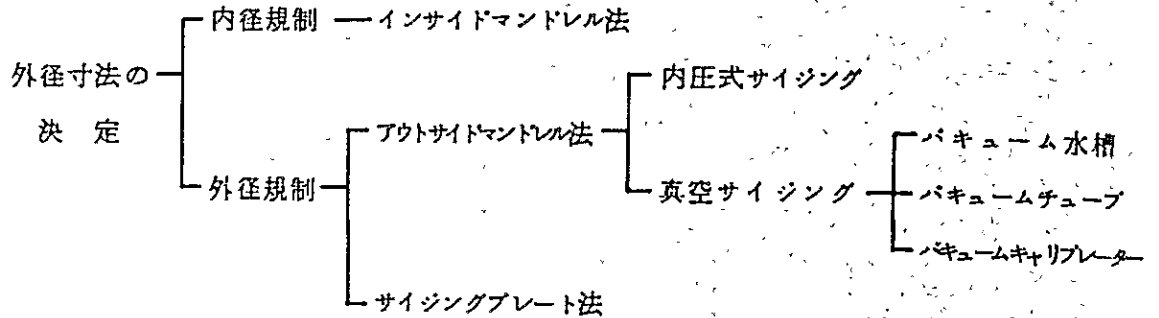 内径規制
インサイドマンドレル法
外径寸法の
決定
内圧式サイジング
アウトサイドマンドレル法
バキューム水槽
外径規制
真空サイジング
バキュームチューブ
バキュームキャリブレーター
サイジングプレート法